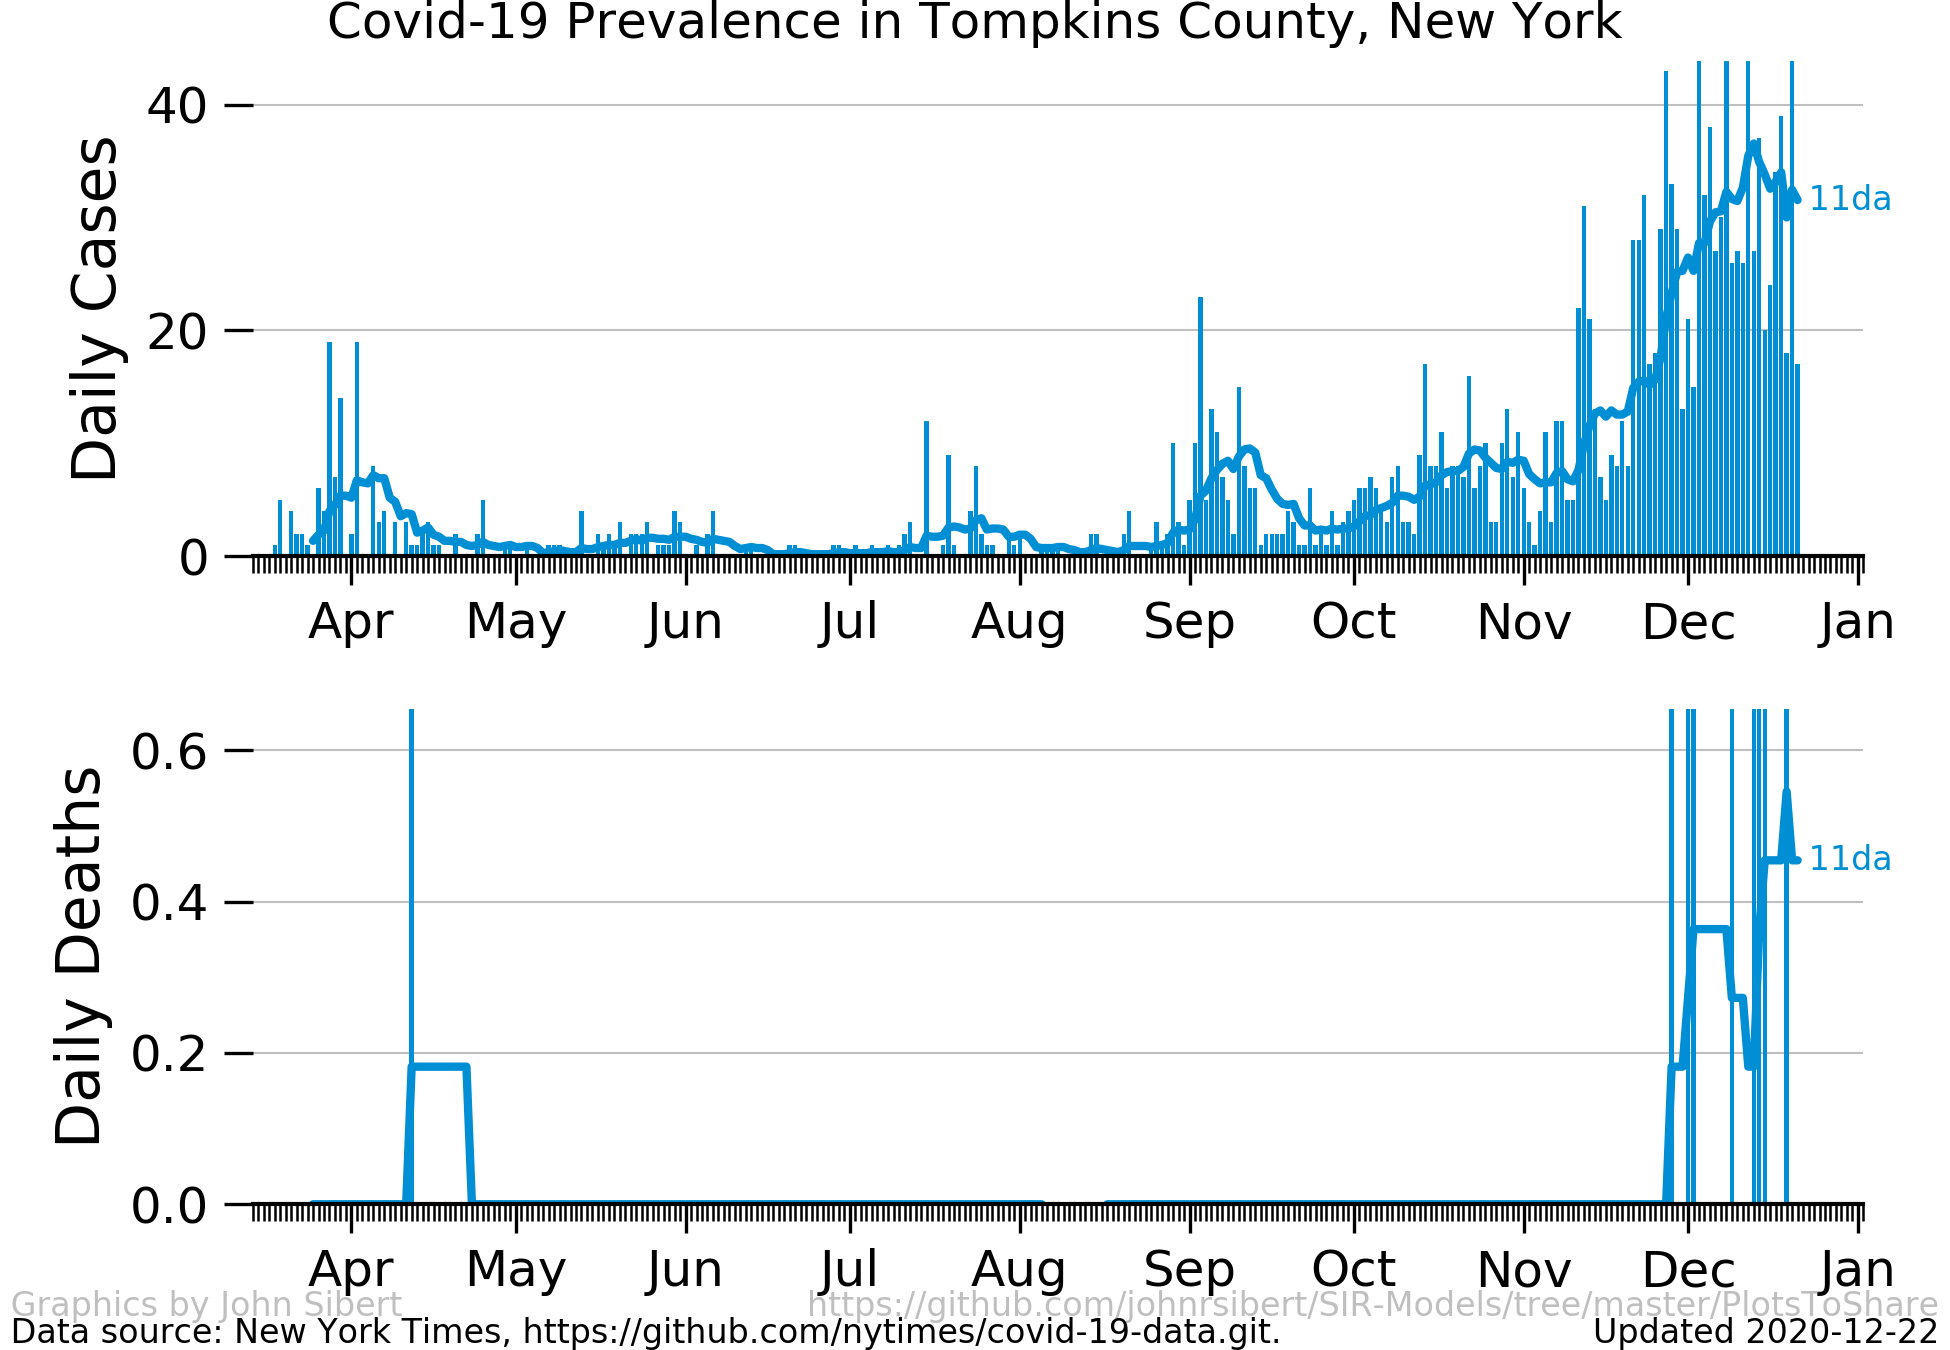 Covid-19 Prevalence in Tompkins County, New York
Daily Cases
40
20
0
11da
Apr May Jun Jul Aug Sep Oct Nov Dec Jan
Daily Deaths
0.6
0.4
0.2
0.0
11da
Apr May Jun Jul Aug Sep Oct Nov Dec Jan
Graphics by John Sibert https://github.com/johnrsibert/SIR-Models/tree/master/PlotsToShare
Data source: New York Times, https://github.com/nytimes/covid-19-data.git. Updated 2020-12-22